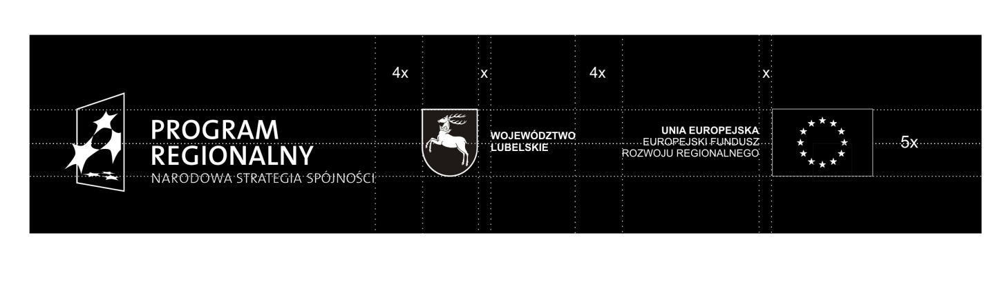 4x
x
4x
x
PROGRAM
REGIONALNY
NARODOWA STRATEGIA SPÓJNOŚCI
WOJEWÓDZTWO
LUBELSKIE
UNIA EUROPEJSKA
EUROPEJSKI FUNDUSZ
ROZWOJU REGIONALNEGO
5x